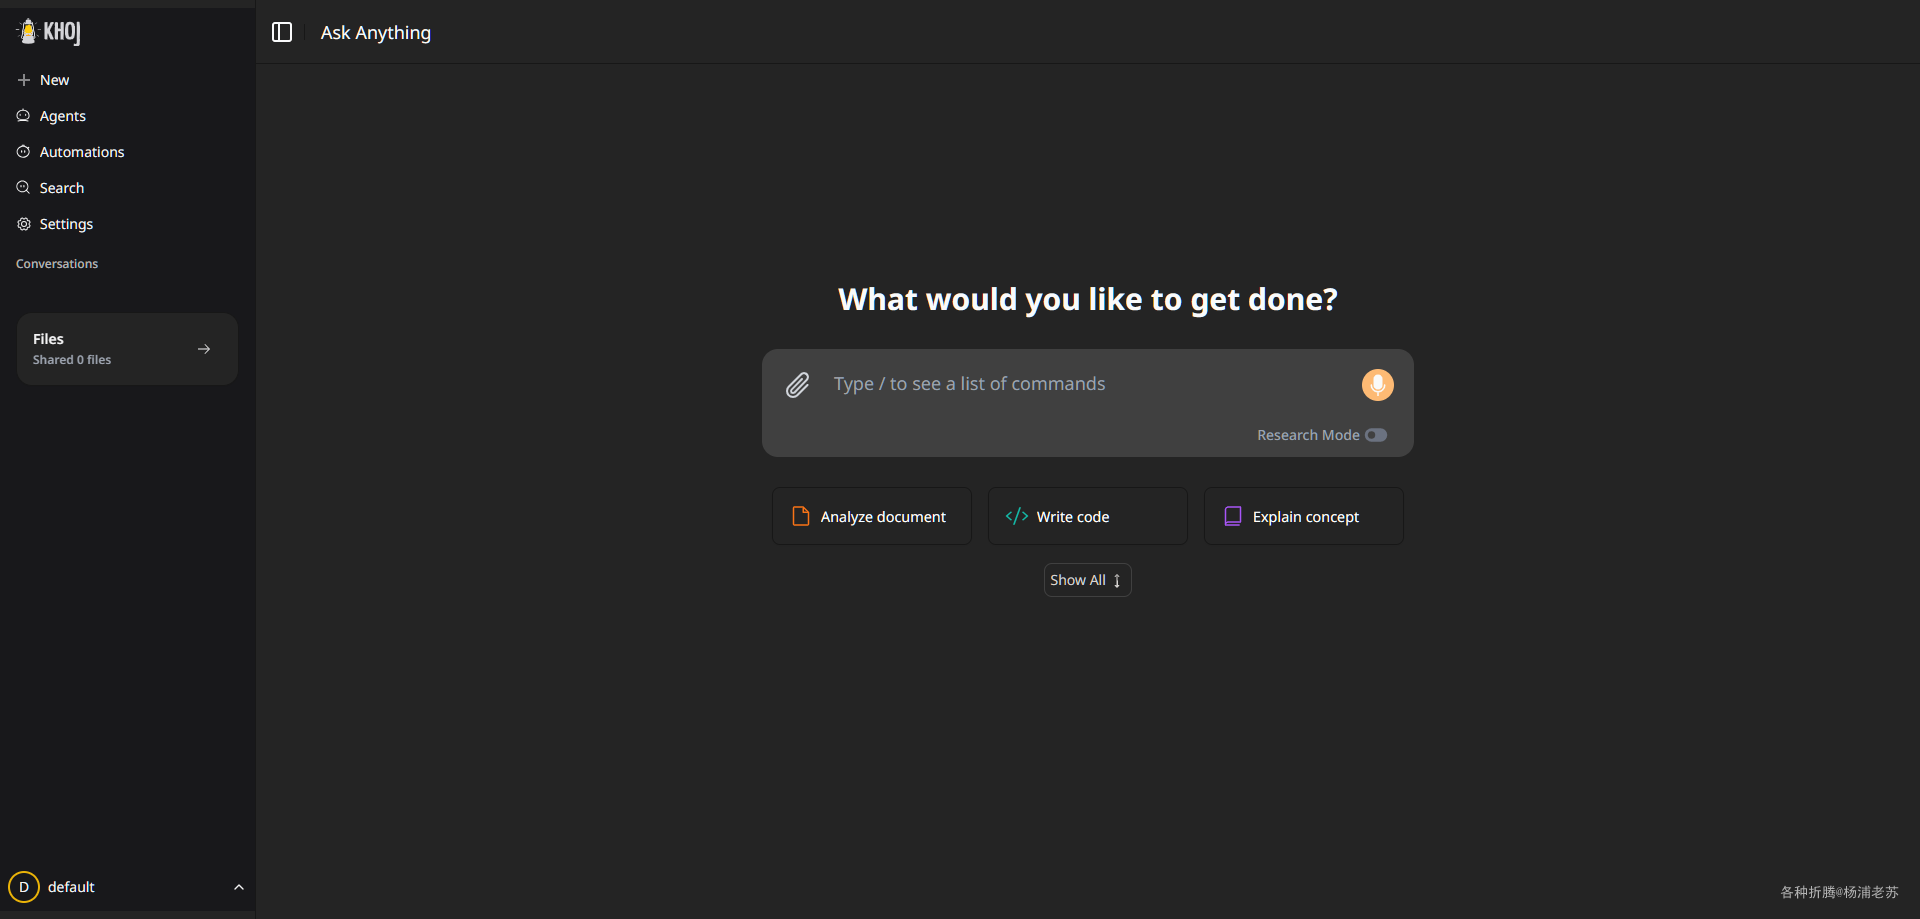 KHOJ
New
Agents
Automations
Search
Settings
Conversations
Files
Shared 0 files
D
default
Ask Anything
What would you like to get done?
Type / to see a list of commands
Research Mode
Analyze document
Write code
Explain concept
Show All
各种折腾@杨浦老苏